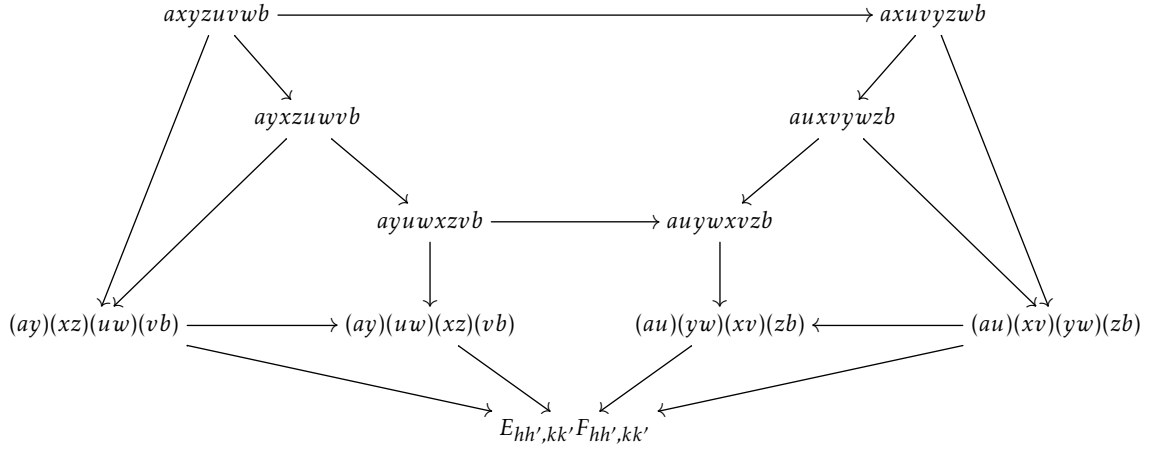 axyzuvwb axuvyzwb
ayxzuwvb auxvywzb
ayuwxzvb auywxvzb
(ay)(xz)(uw)(vb) (ay)(uw)(xz)(vb) (au)(yw)(xv)(zb) (au)(xv)(yw)(zb)
E_{hh',kk'}F_{hh',kk'}